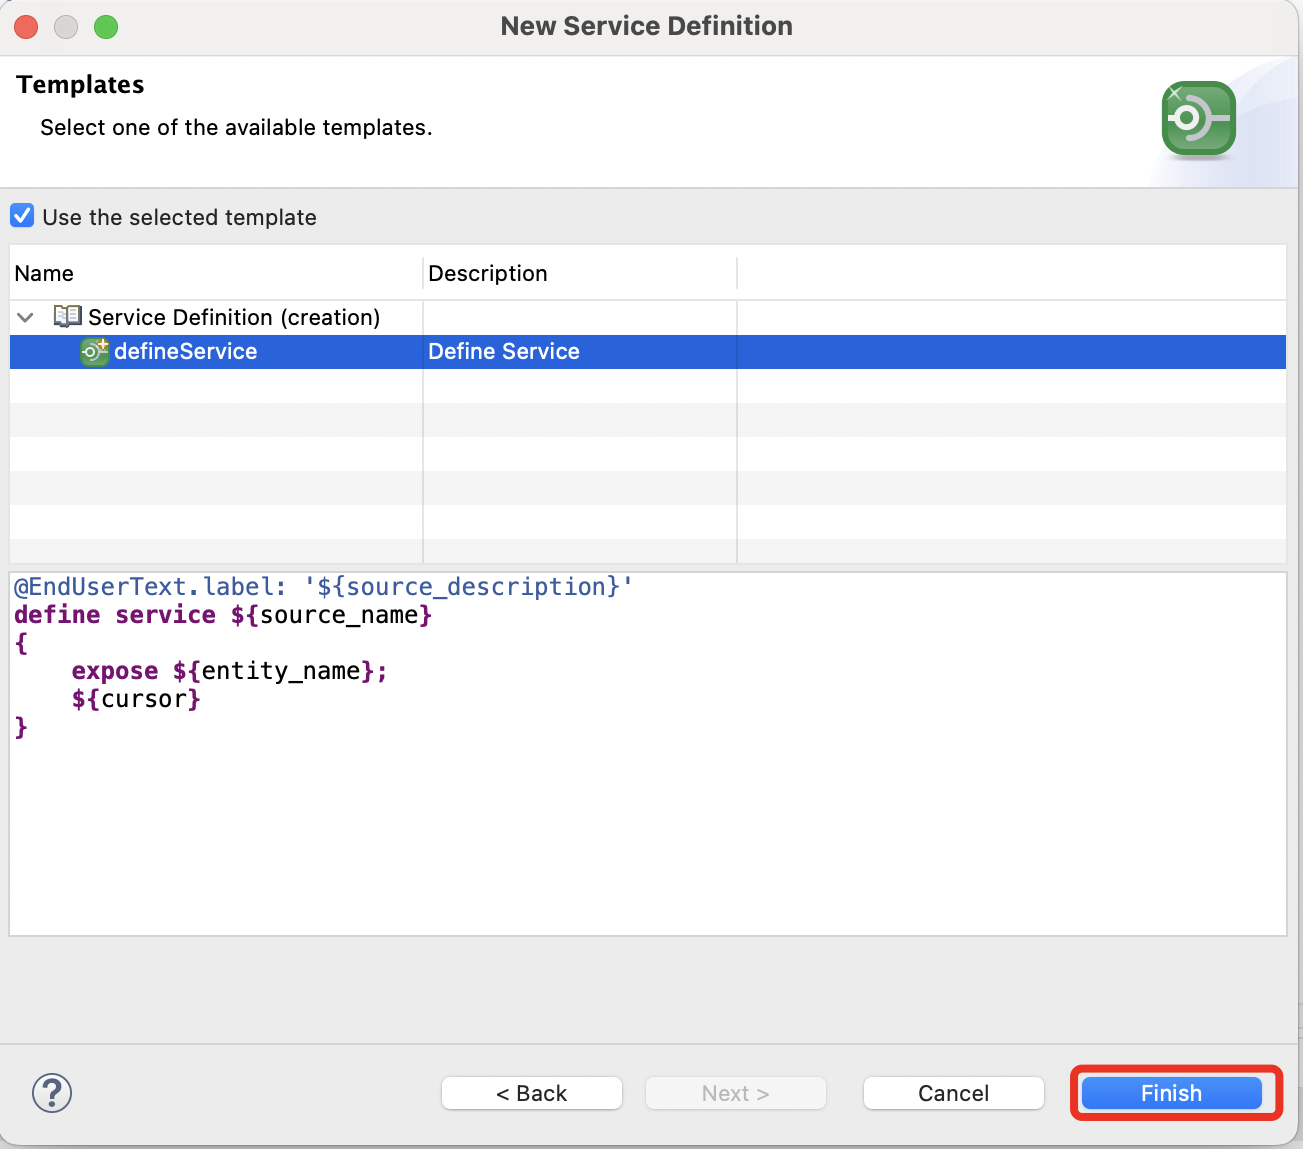 New Service Definition
Templates
Select one of the available templates.
Use the selected template
Name Description
Service Definition (creation)
defineService Define Service
@EndUserText.label: '${source_description}'
define service ${source_name}
{
    expose ${entity_name};
    ${cursor}
}
?
< Back Next > Cancel Finish